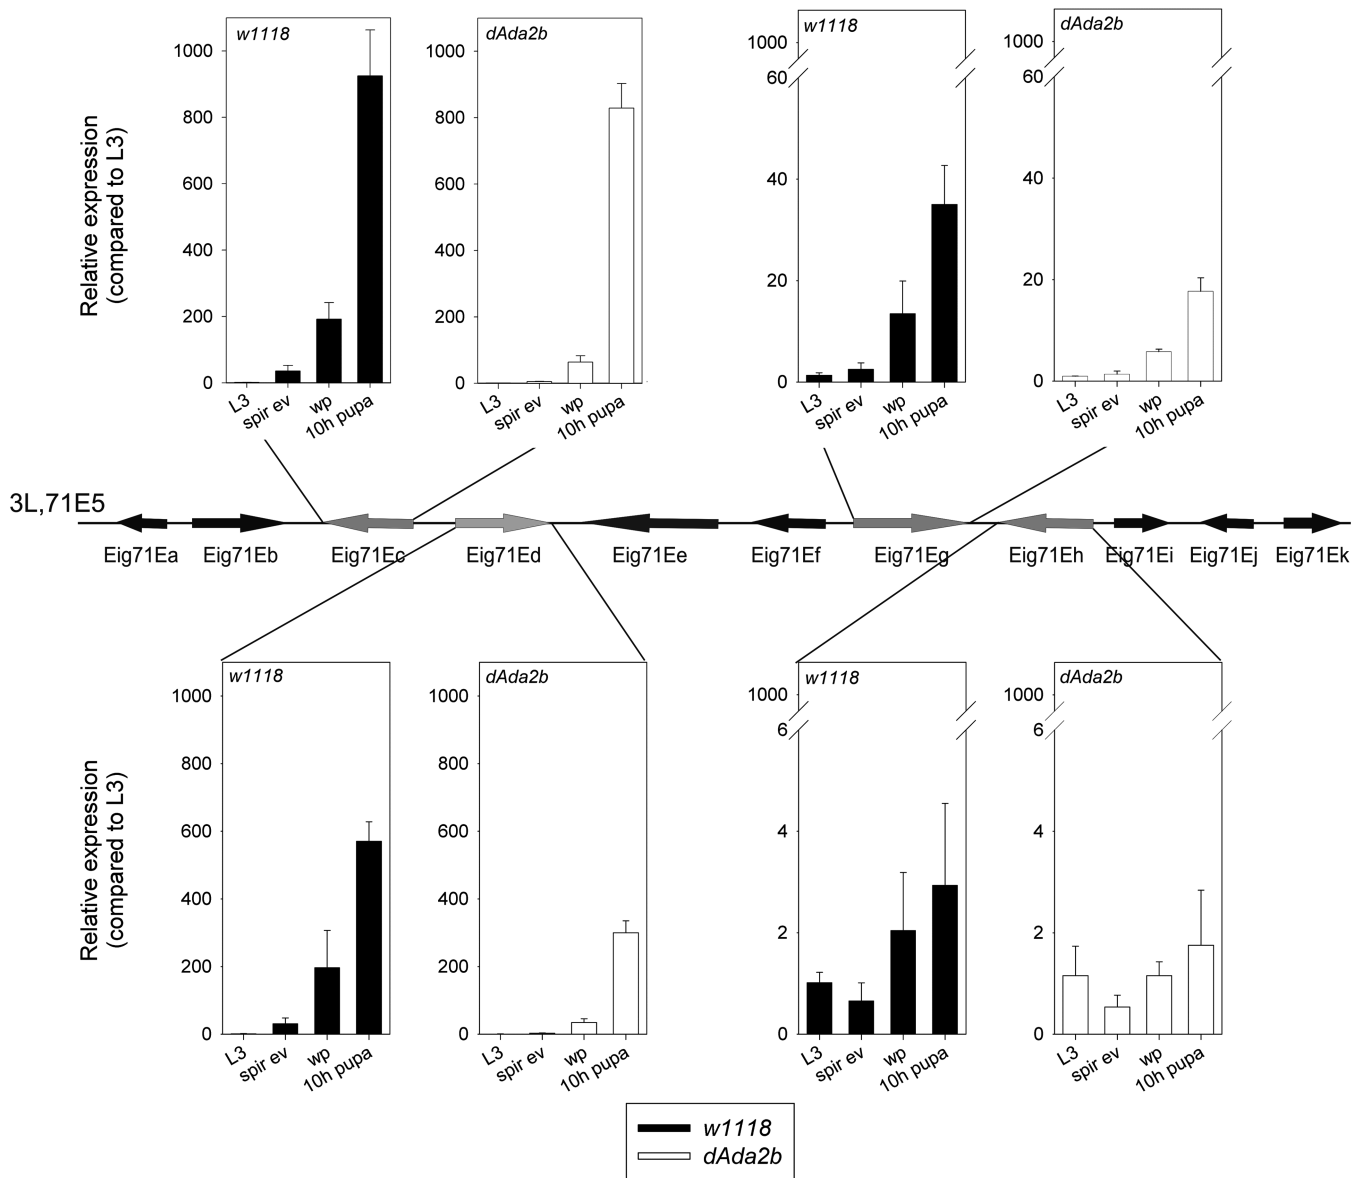 w1118
dAda2b
w1118
dAda2b
Relative expression
(compared to L3)
1000
800
600
400
200
0
L3
spir ev
wp
10h pupa
1000
800
600
400
200
0
L3
spir ev
wp
10h pupa
1000
60
40
20
0
L3
spir ev
wp
10h pupa
1000
60
40
20
0
L3
spir ev
wp
10h pupa
3L,71E5
Eig71Ea
Eig71Eb
Eig71Ec
Eig71Ed
Eig71Ee
Eig71Ef
Eig71Eg
Eig71Eh
Eig71Ei
Eig71Ej
Eig71Ek
w1118
dAda2b
w1118
dAda2b
Relative expression
(compared to L3)
1000
800
600
400
200
0
L3
spir ev
wp
10h pupa
1000
800
600
400
200
0
L3
spir ev
wp
10h pupa
1000
6
4
2
0
L3
spir ev
wp
10h pupa
1000
6
4
2
0
L3
spir ev
wp
10h pupa
w1118
dAda2b